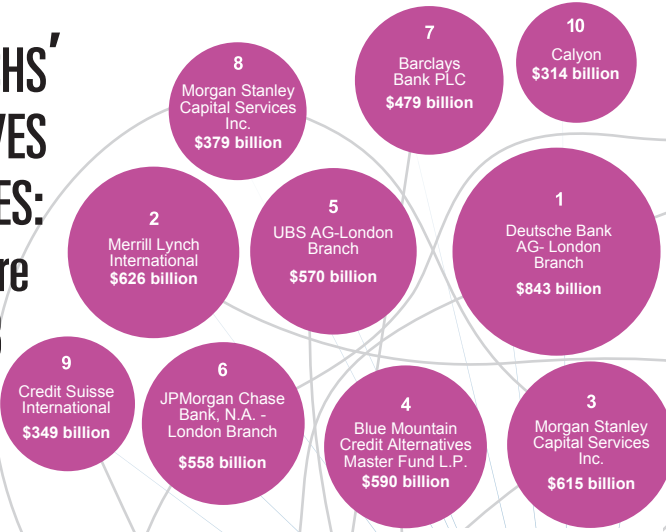 HS'
ES:
re
8
Morgan Stanley
Capital Services
Inc.
$379 billion
7
Barclays
Bank PLC
$479 billion
10
Calyon
$314 billion
2
Merrill Lynch
International
$626 billion
5
UBS AG-London
Branch
$570 billion
1
Deutsche Bank
AG- London
Branch
$843 billion
9
Credit Suisse
International
$349 billion
6
JPMorgan Chase
Bank, N.A. -
London Branch
$558 billion
4
Blue Mountain
Credit Alternatives
Master Fund L.P.
$590 billion
3
Morgan Stanley
Capital Services
Inc.
$615 billion